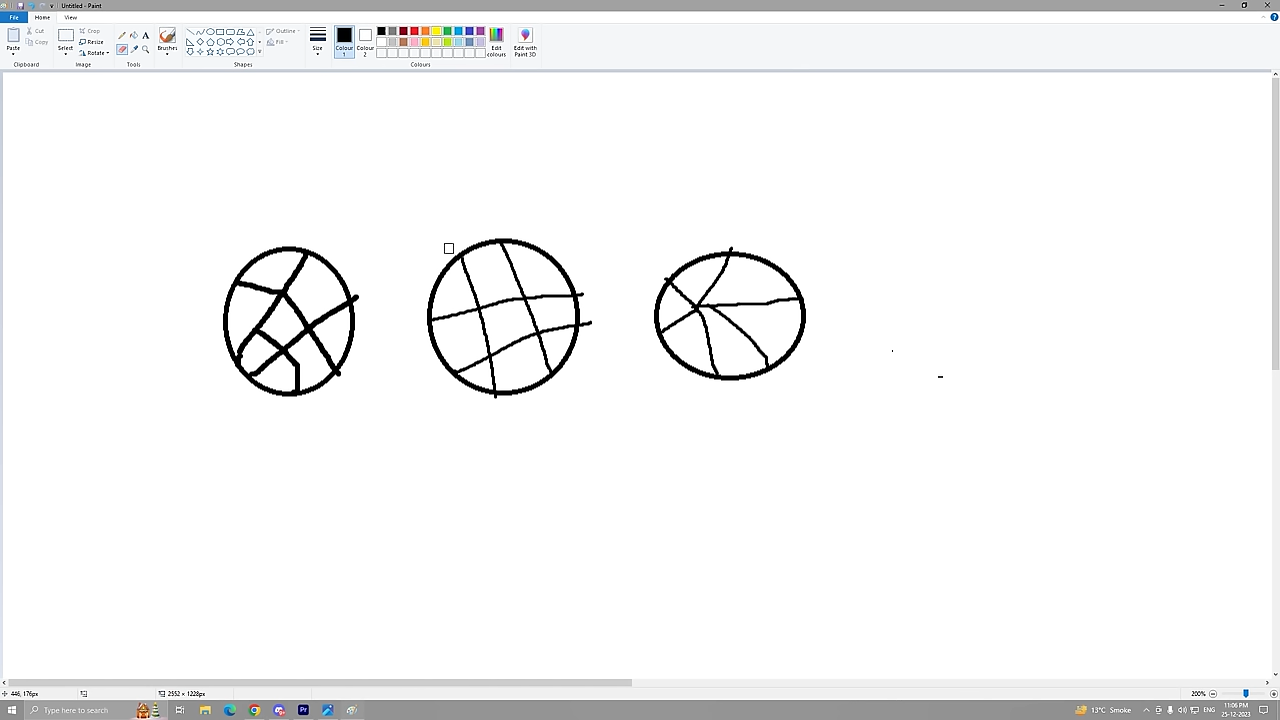 Untitled - Paint
File Home View
Paste
Cut
Copy
Clipboard
Select
Crop
Resize
Rotate
Image
Tools
Brushes
Outline
Fill
Shapes
Size
Colour 1
Colour 2
Edit colours
Edit with Paint 3D
Colours
446, 176px
2552 × 1228px
200%
Type here to search
13°C Smoke
ENG
11:06 PM
25-12-2023